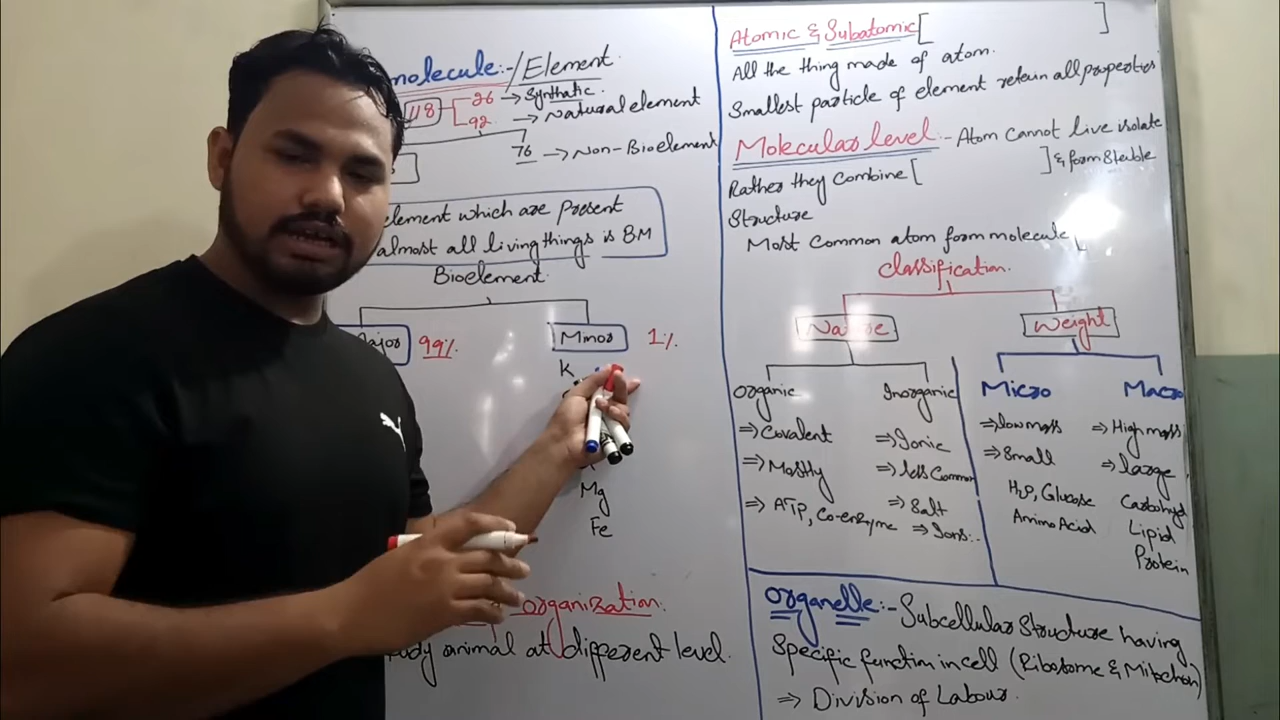 molecule:-/Element
118 26 → Synthatic.
92 → Natural element
76 → Non-Bioelement
element which are present
almost all living things is BM
Bioelement
Major 99%. Minor 1%.
K
Mg
Fe
organization.
study animal at different level.
Atomic & Subatomic [ ]
All the thing made of atom.
Smallest particle of element retain all properties
Molecular level:- Atom cannot live isolate
Rather they combine [ ] & form Stable
Structure
Most Common atom form molecule
classification.
Nature Weight
organic Inorganic Micro Macro
⇒ Covalent ⇒ Ionic ⇒ low mass ⇒ High mass
⇒ Mostly ⇒ less Common ⇒ Small ⇒ large
⇒ ATP, Co-enzyme ⇒ Salt H2O, Glucose Carbohyd
⇒ Ions:. Amino Acid Lipid
Protein
organelle:- Subcellular Structure having
Specific function in cell (Ribosome & Mitochon)
⇒ Division of Labour.